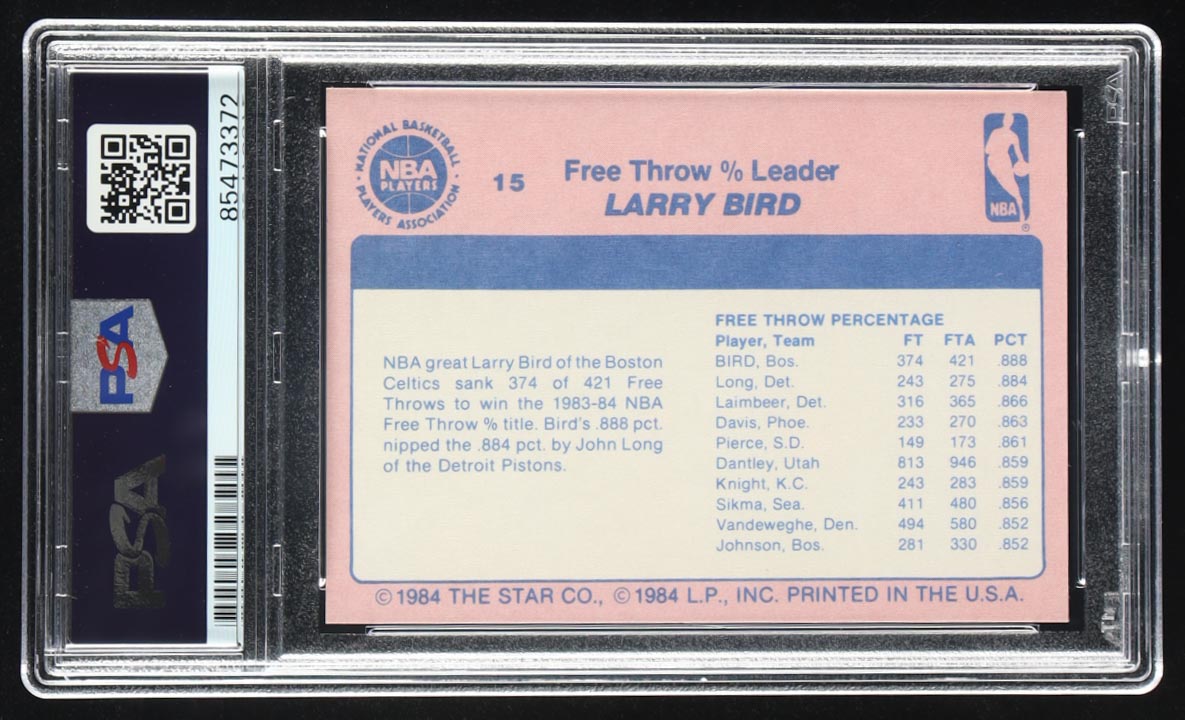 85473372
PSA
PSA
NATIONAL BASKETBALL
NBA
PLAYERS
PLAYERS ASSOCIATION
15
Free Throw % Leader
LARRY BIRD
NBA
®
NBA great Larry Bird of the Boston
Celtics sank 374 of 421 Free
Throws to win the 1983-84 NBA
Free Throw % title. Bird's .888 pct.
nipped the .884 pct. by John Long
of the Detroit Pistons.
FREE THROW PERCENTAGE
Player, Team FT FTA PCT
BIRD, Bos. 374 421 .888
Long, Det. 243 275 .884
Laimbeer, Det. 316 365 .866
Davis, Phoe. 233 270 .863
Pierce, S.D. 149 173 .861
Dantley, Utah 813 946 .859
Knight, K.C. 243 283 .859
Sikma, Sea. 411 480 .856
Vandeweghe, Den. 494 580 .852
Johnson, Bos. 281 330 .852
© 1984 THE STAR CO., © 1984 L.P., INC. PRINTED IN THE U.S.A.
PSA